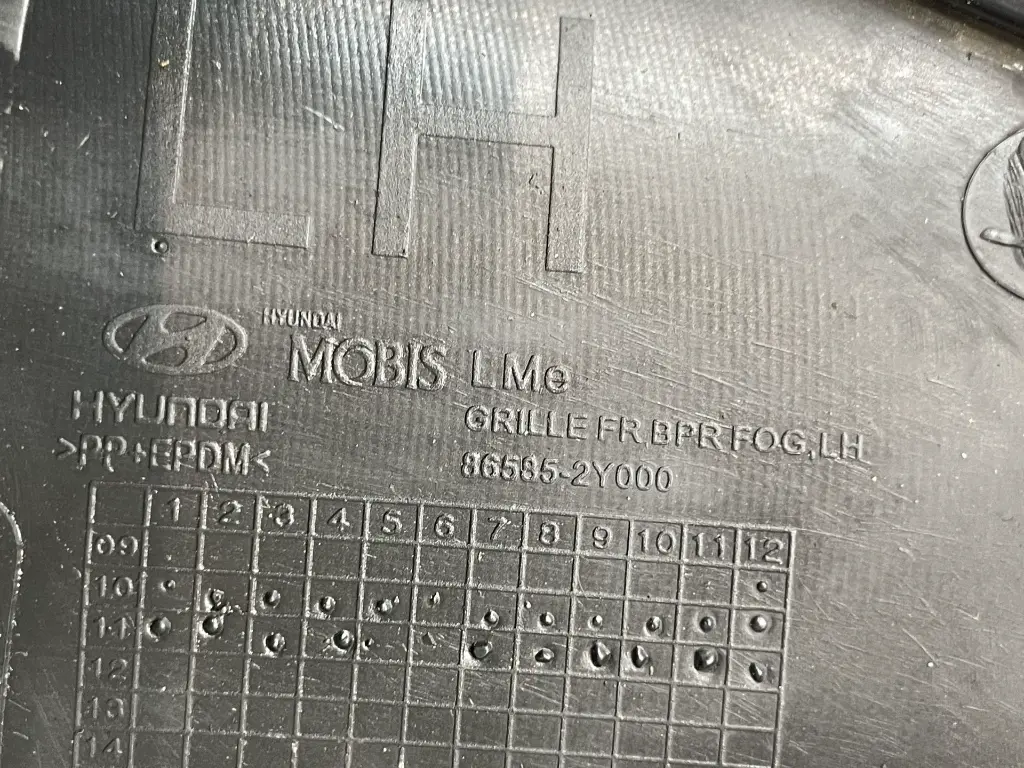 LH
HYUNDAI
MOBIS LMe
HYUNDAI
GRILLE FR.BPR FOG,LH
>PP+EPDM<
86585-2Y000
1 2 3 4 5 6 7 8 9 10 11 12
09
10
11
12
13
14